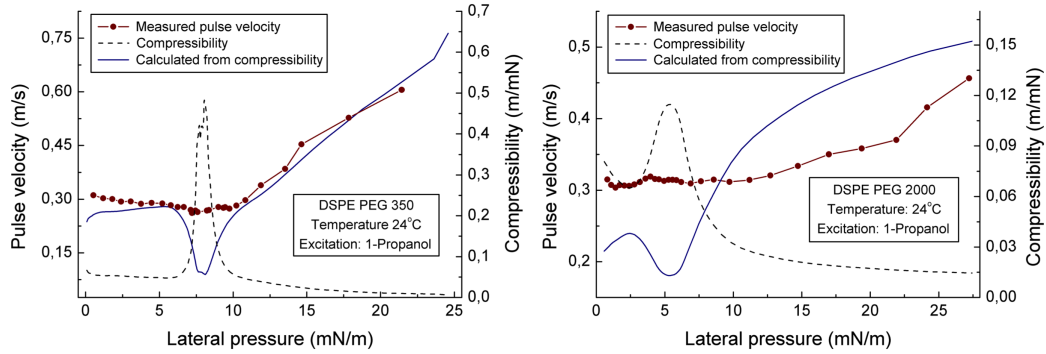 Measured pulse velocity
Compressibility
Calculated from compressibility
DSPE PEG 350
Temperature 24°C
Excitation: 1-Propanol
Pulse velocity (m/s)
0,75
0,60
0,45
0,30
0,15
Compressibility (m/mN)
0,7
0,6
0,5
0,4
0,3
0,2
0,1
0,0
0 5 10 15 20 25
Lateral pressure (mN/m)
Measured pulse velocity
Compressibility
Calculated from compressibility
DSPE PEG 2000
Temperature: 24°C
Excitation: 1-Propanol
Pulse velocity (m/s)
0,5
0,4
0,3
0,2
Compressibility (m/mN)
0,15
0,12
0,09
0,06
0,03
0,00
0 5 10 15 20 25
Lateral pressure (mN/m)